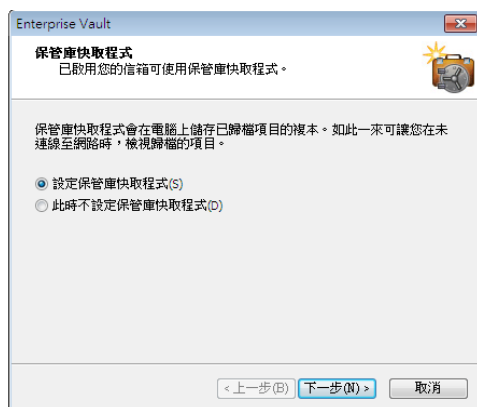 Enterprise Vault
保管庫快取程式
已啟用您的信箱可使用保管庫快取程式。
保管庫快取程式會在電腦上儲存已歸檔項目的複本。如此一來可讓您在未
連線至網路時，檢視歸檔的項目。
設定保管庫快取程式(S)
此時不設定保管庫快取程式(D)
<上一步(B)
下一步(N) >
取消